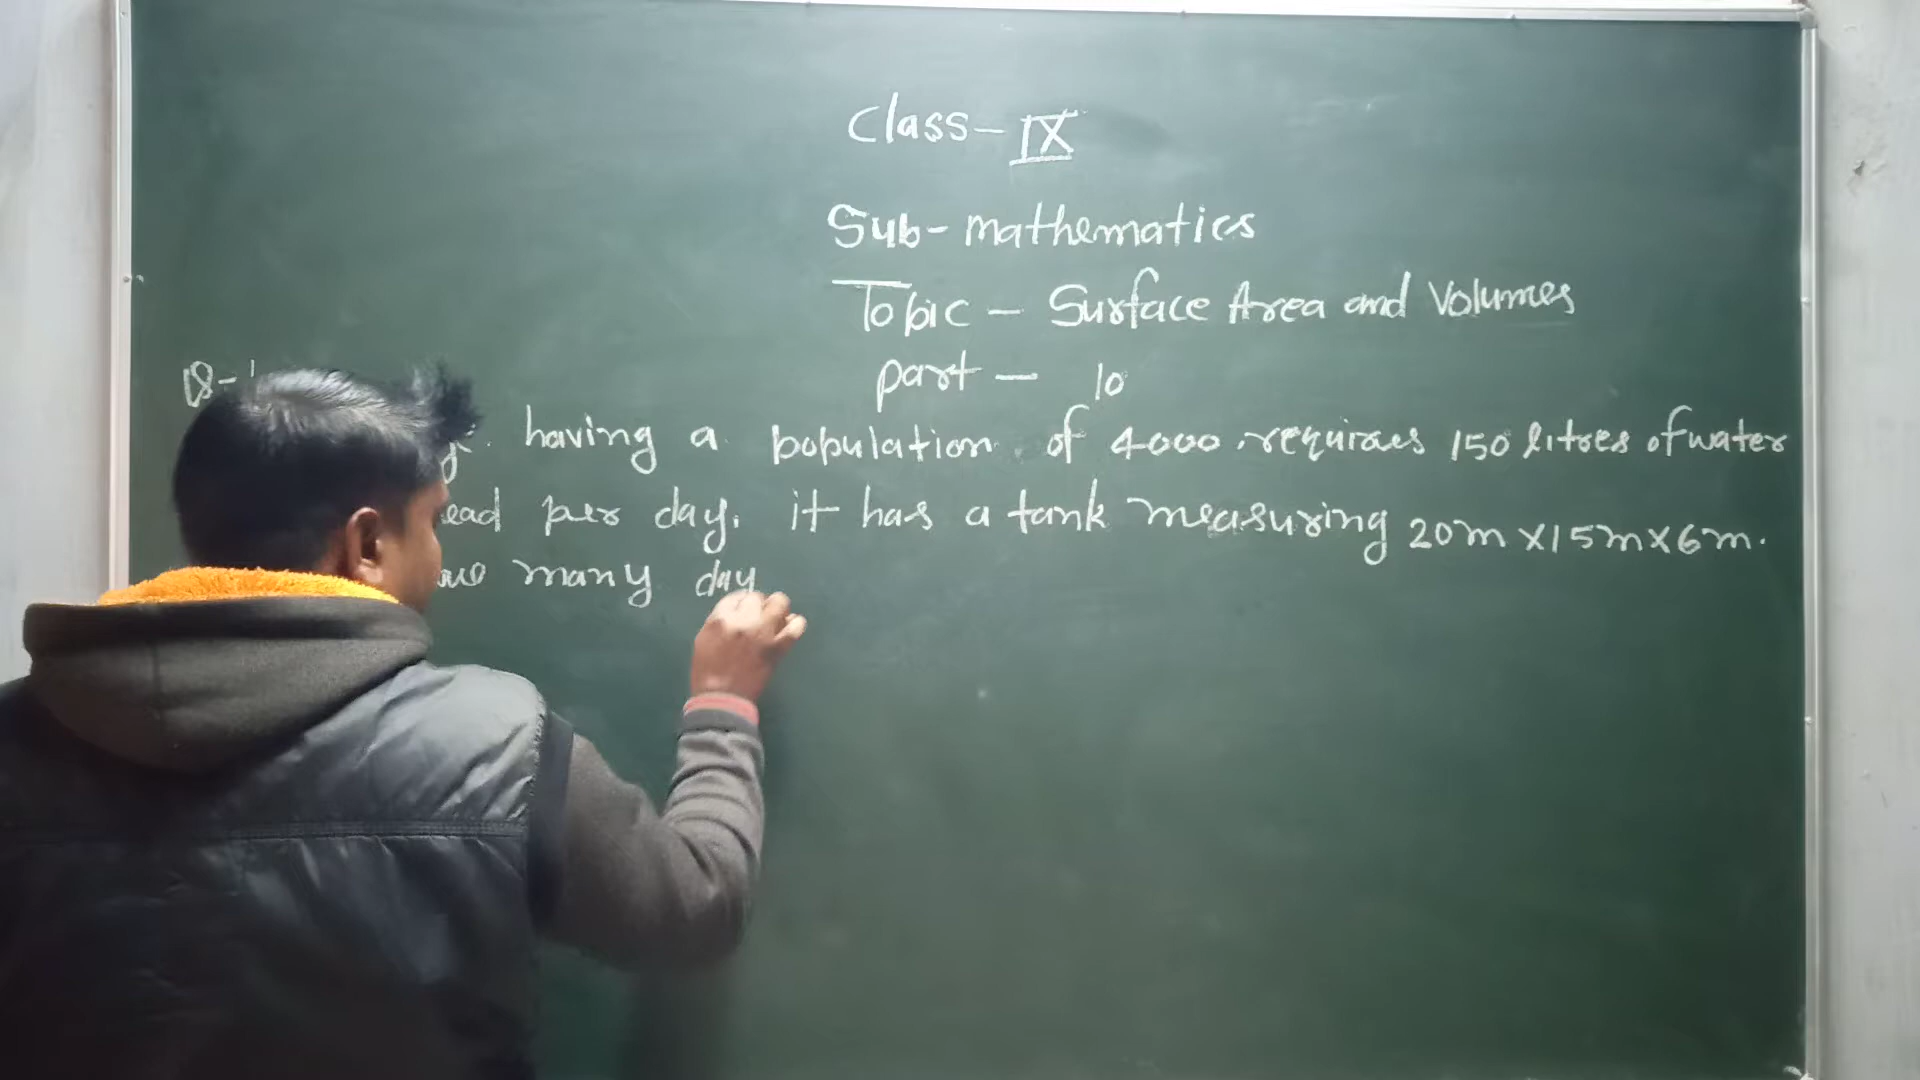 Class- IX
Sub- mathematics
Topic - Surface Area and Volumes
part - 10
having a population of 4000 requires 150 litres of water
per day. it has a tank measuring 20m x 15m x 6m.
many day